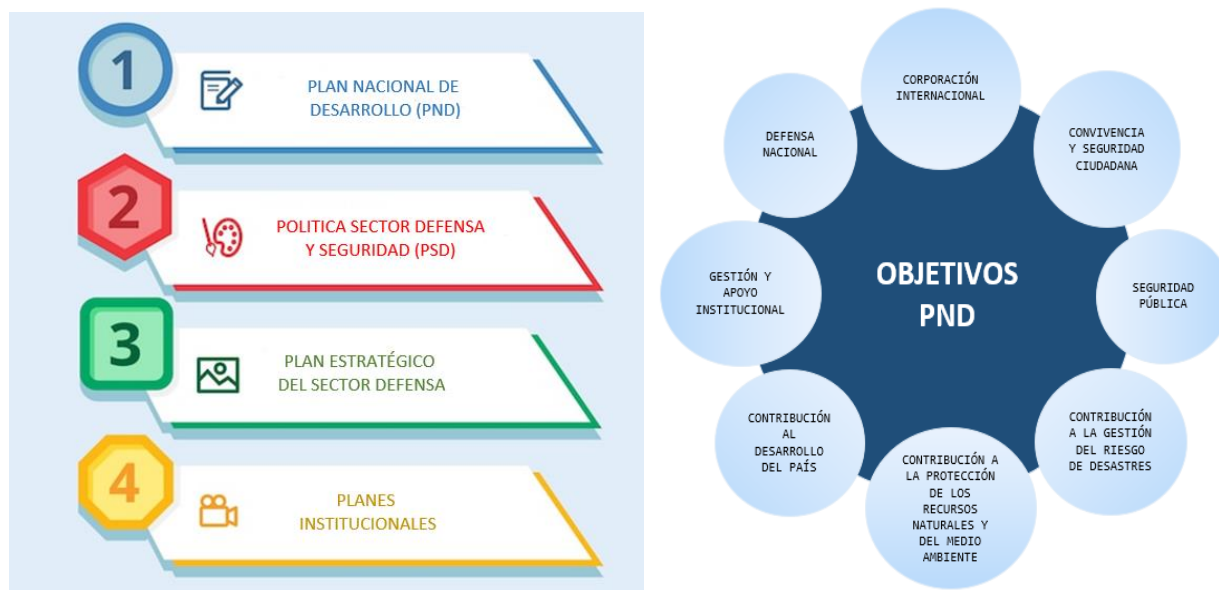 1
PLAN NACIONAL DE
DESARROLLO (PND)
2
POLITICA SECTOR DEFENSA
Y SEGURIDAD (PSD)
3
PLAN ESTRATÉGICO
DEL SECTOR DEFENSA
4
PLANES
INSTITUCIONALES
OBJETIVOS
PND
CORPORACIÓN
INTERNACIONAL
CONVIVENCIA
Y SEGURIDAD
CIUDADANA
SEGURIDAD
PÚBLICA
CONTRIBUCIÓN
A LA GESTIÓN
DEL RIESGO
DE DESASTRES
CONTRIBUCIÓN A
LA PROTECCIÓN
DE LOS
RECURSOS
NATURALES Y
DEL MEDIO
AMBIENTE
CONTRIBUCIÓN
AL
DESARROLLO
DEL PAÍS
GESTIÓN Y
APOYO
INSTITUCIONAL
DEFENSA
NACIONAL